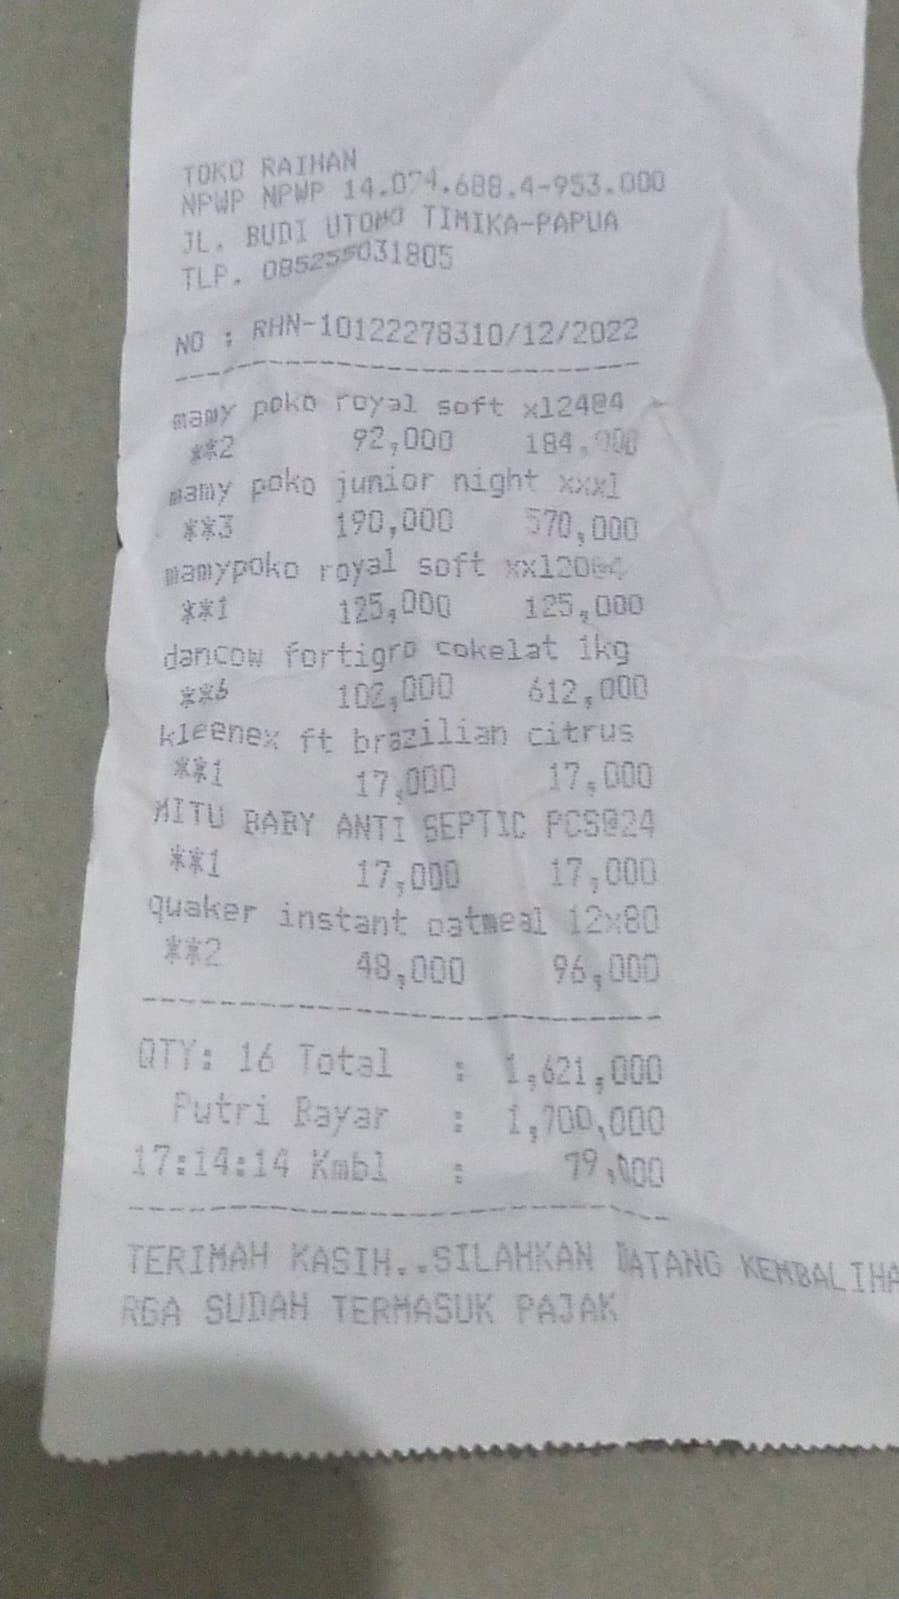 TOKO RAIHAN
NPWP NPWP 14.074.688.4-953.000
JL. BUDI UTOMO TIMIKA-PAPUA
TLP. 085255031805
NO : RHN-10122278310/12/2022
mamy poko royal soft xl24@4
**2 92,000 184,000
mamy poko junior night xxxl
**3 190,000 570,000
mamypoko royal soft xxl20@4
**1 125,000 125,000
dancow fortigro cokelat 1kg
**6 102,000 612,000
kleenex ft brazilian citrus
**1 17,000 17,000
MITU BABY ANTI SEPTIC PCS@24
**1 17,000 17,000
quaker instant oatmeal 12x80
**2 48,000 96,000
QTY: 16 Total : 1,621,000
Putri Bayar : 1,700,000
17:14:14 Kmbl : 79,000
TERIMAH KASIH..SILAHKAN DATANG KEMBALIHA
RGA SUDAH TERMASUK PAJAK